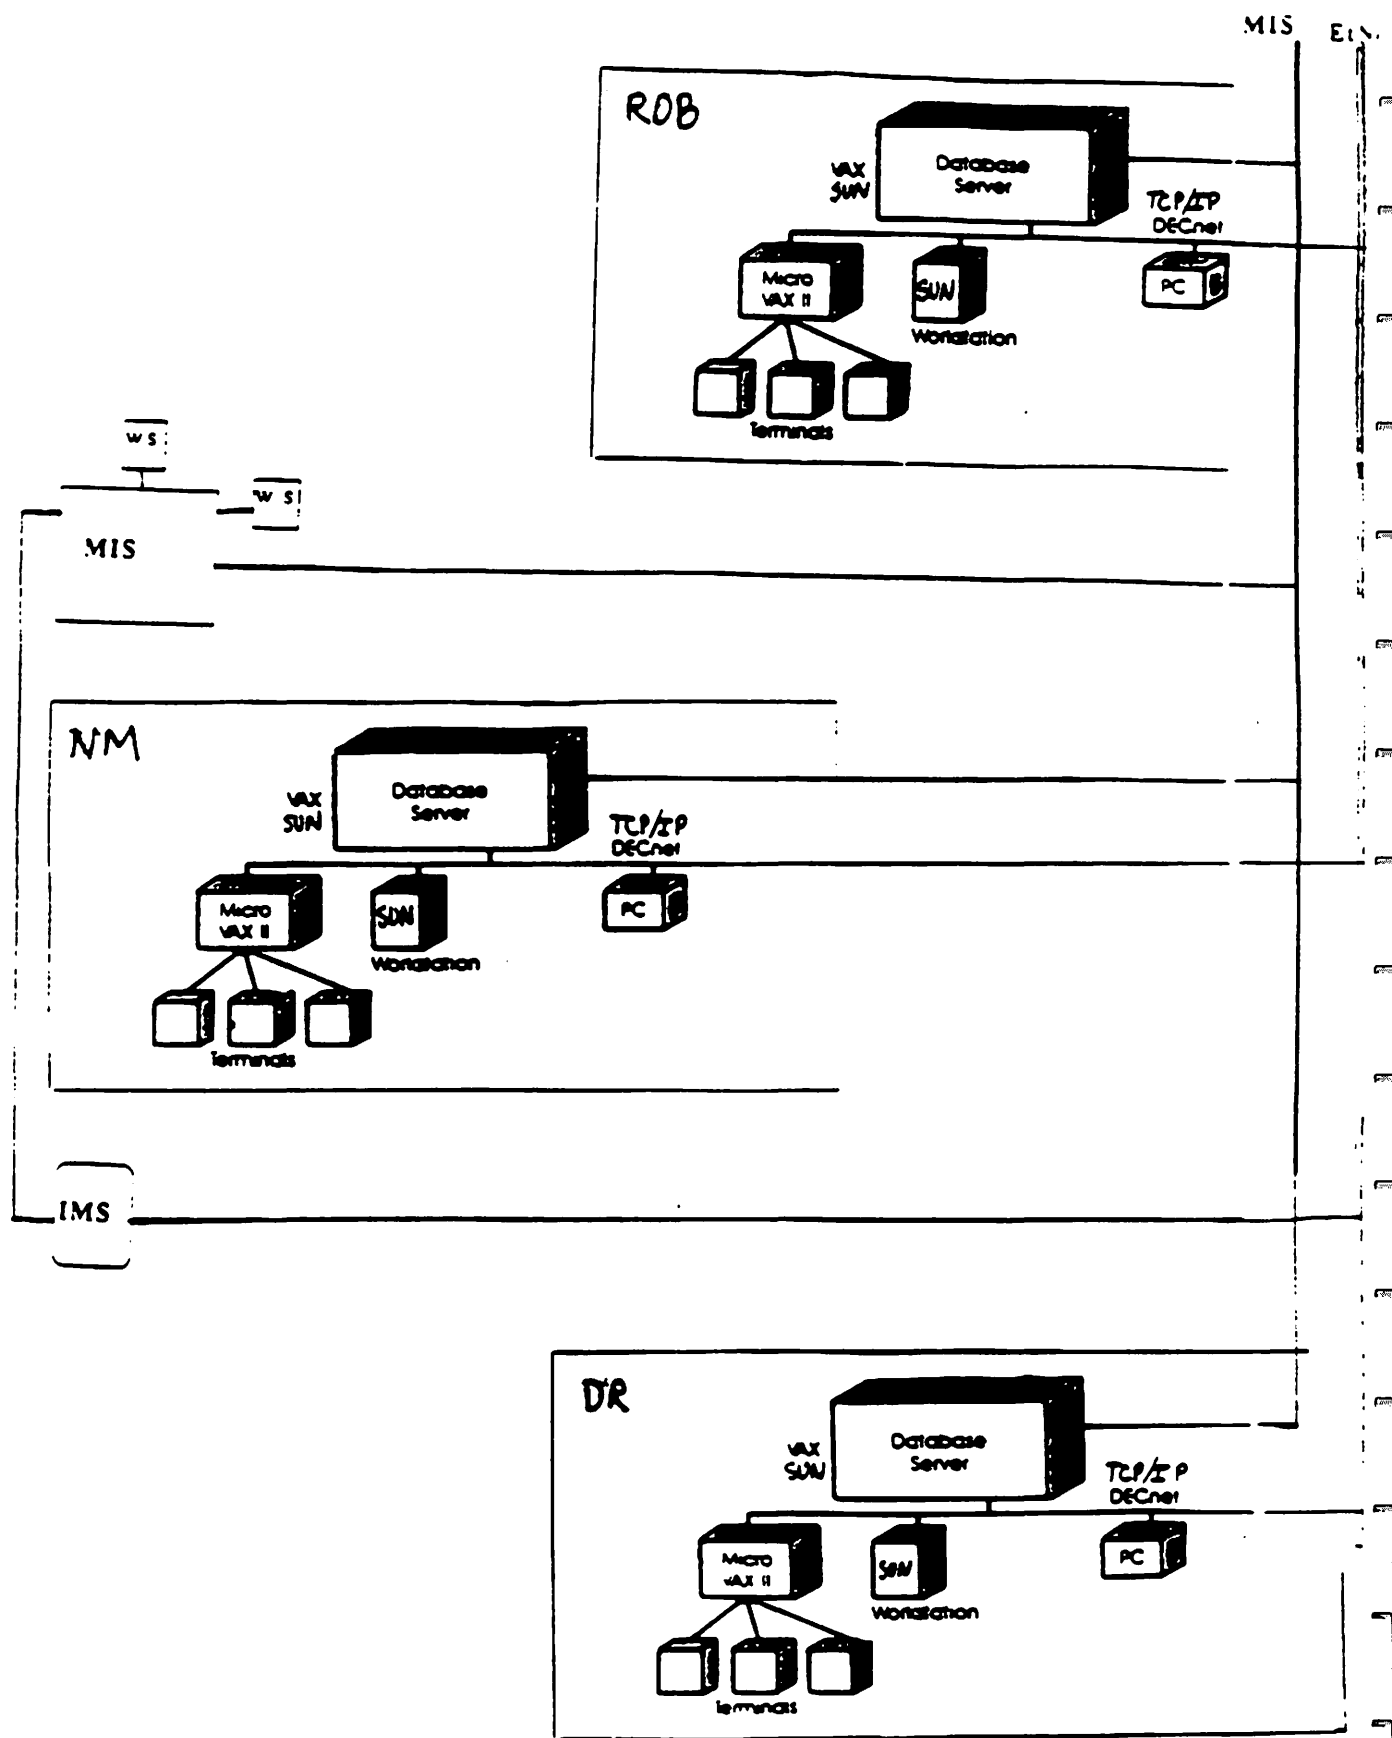 MIS
ROB
Database
Server
VAX
SUN
TCP/IP
DECnet
Micro
VAX II
SUN
PC
Workstation
Terminals
W S
W S
MIS
NM
Database
Server
VAX
SUN
TCP/IP
DECnet
Micro
VAX II
SUN
PC
Workstation
Terminals
IMS
DR
Database
Server
VAX
SUN
TCP/IP
DECnet
Micro
VAX II
SUN
PC
Workstation
Terminals